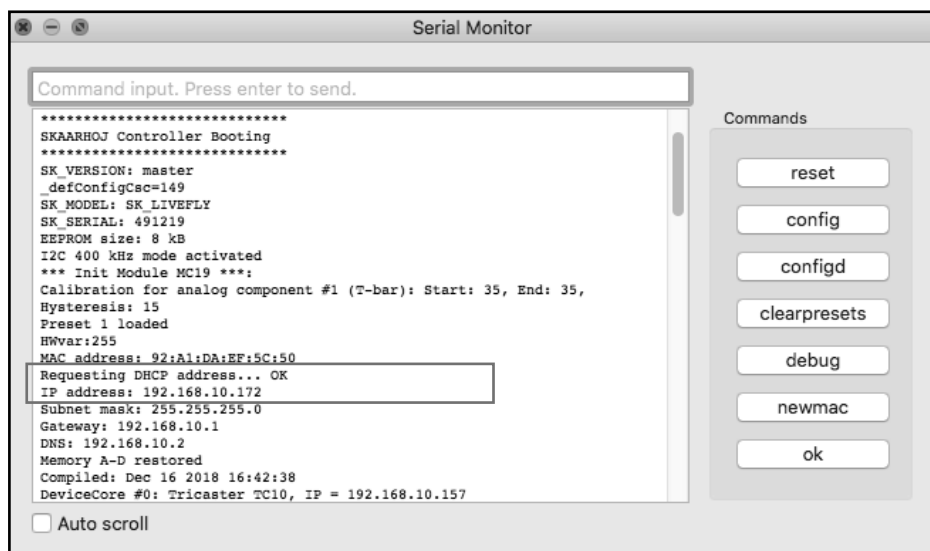 Serial Monitor
Command input. Press enter to send.
******************************
SKAARHOJ Controller Booting
******************************
SK_VERSION: master
_defConfigCsc=149
SK_MODEL: SK_LIVEFLY
SK_SERIAL: 491219
EEPROM size: 8 kB
I2C 400 kHz mode activated
*** Init Module MC19 ***:
Calibration for analog component #1 (T-bar): Start: 35, End: 35,
Hysteresis: 15
Preset 1 loaded
HWvar:255
MAC address: 92:A1:DA:EF:5C:50
Requesting DHCP address... OK
IP address: 192.168.10.172
Subnet mask: 255.255.255.0
Gateway: 192.168.10.1
DNS: 192.168.10.2
Memory A-D restored
Compiled: Dec 16 2018 16:42:38
DeviceCore #0: Tricaster TC10, IP = 192.168.10.157
Auto scroll
Commands
reset
config
configd
clearpresets
debug
newmac
ok